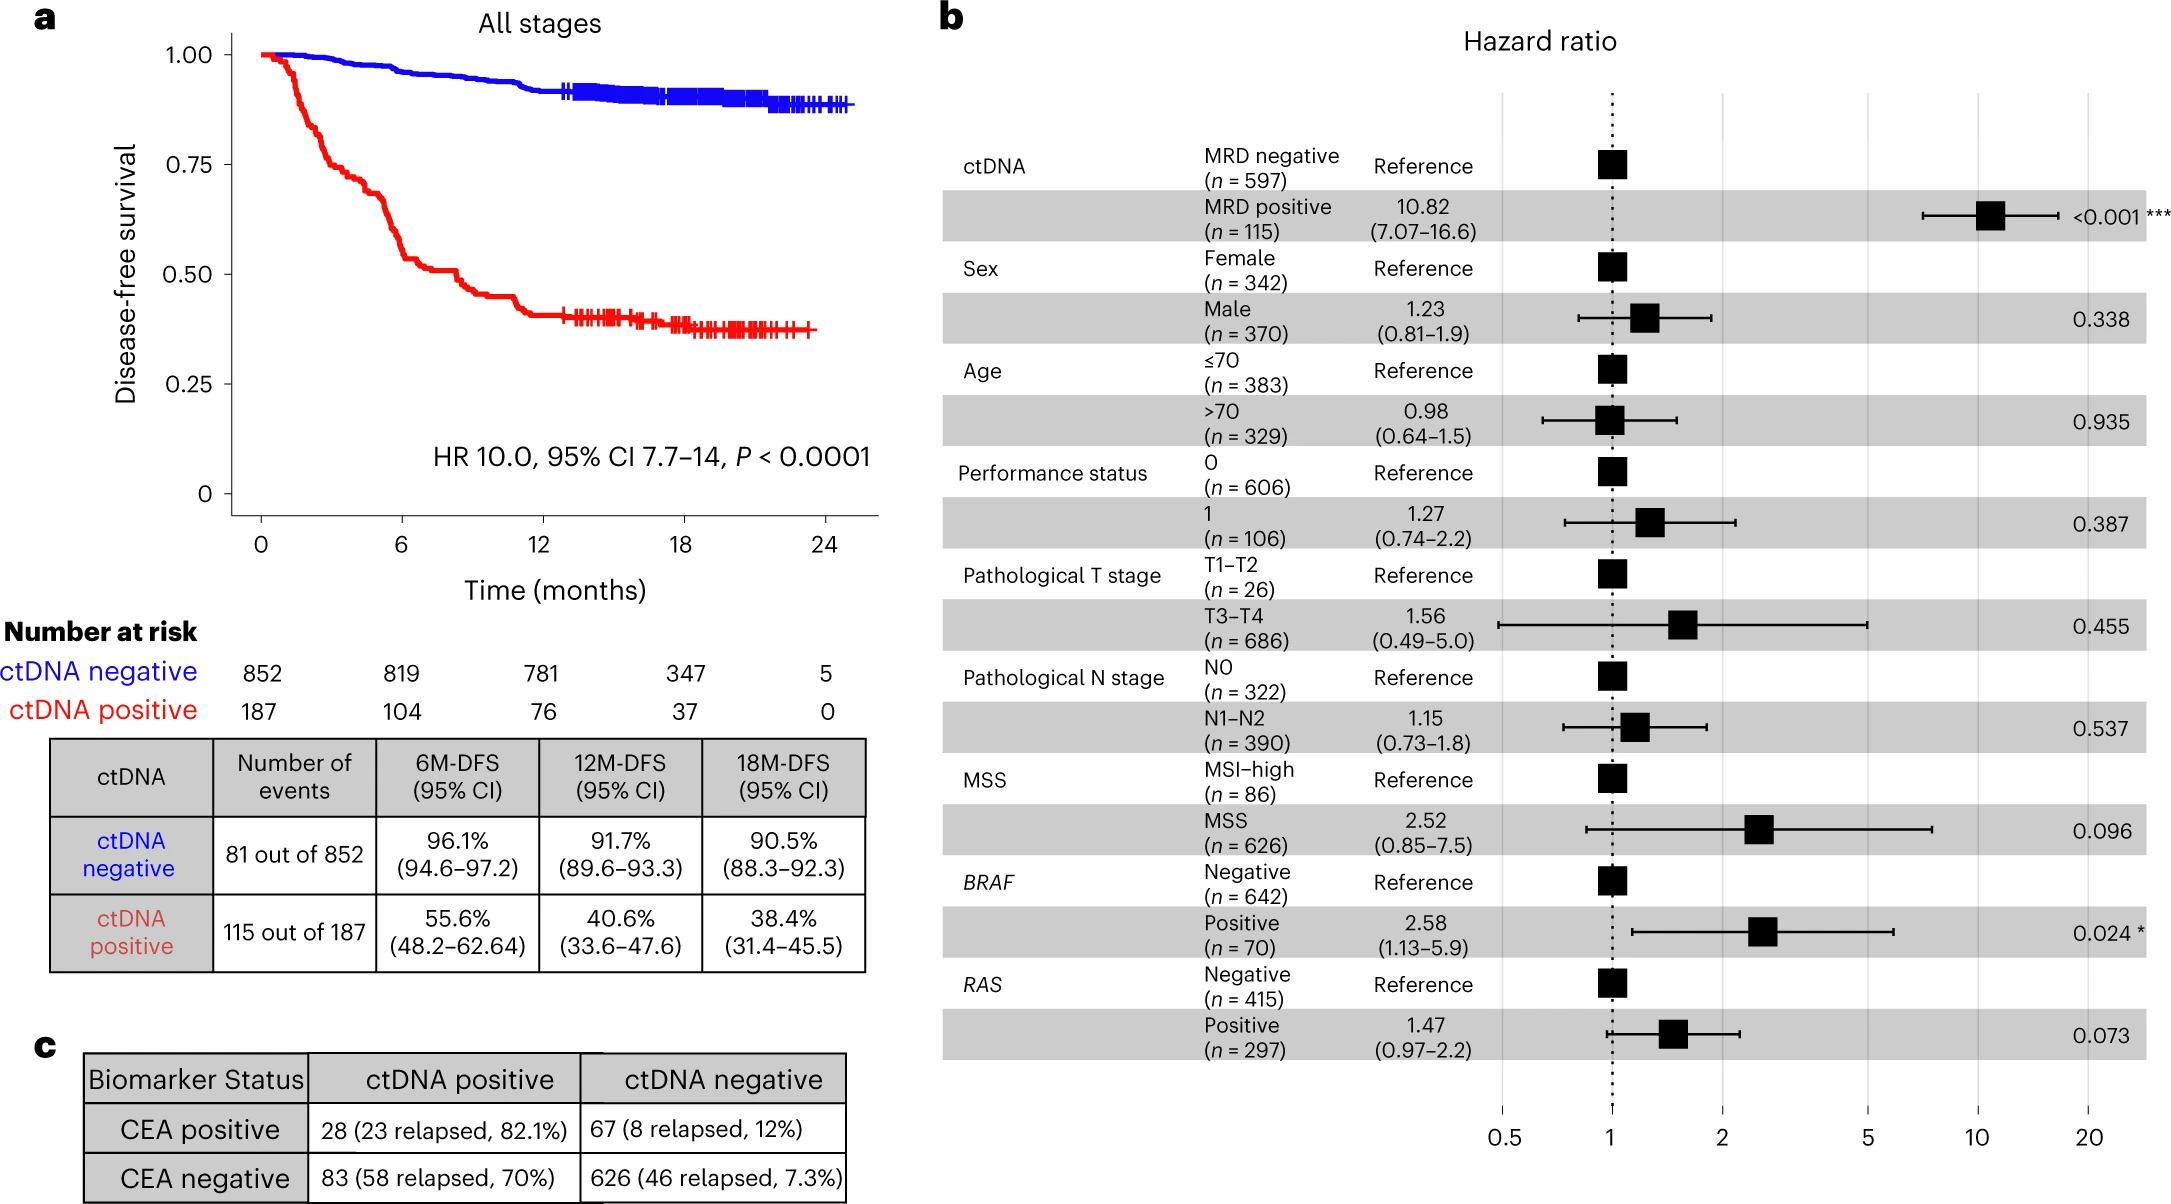 a
All stages
Disease-free survival
1.00
0.75
0.50
0.25
0
HR 10.0, 95% CI 7.7–14, P < 0.0001
0 6 12 18 24
Time (months)
Number at risk
ctDNA negative 852 819 781 347 5
ctDNA positive 187 104 76 37 0
ctDNA
Number of
events
6M-DFS
(95% CI)
12M-DFS
(95% CI)
18M-DFS
(95% CI)
ctDNA
negative
81 out of 852
96.1%
(94.6–97.2)
91.7%
(89.6–93.3)
90.5%
(88.3–92.3)
ctDNA
positive
115 out of 187
55.6%
(48.2–62.64)
40.6%
(33.6–47.6)
38.4%
(31.4–45.5)
b
Hazard ratio
ctDNA
MRD negative
(n = 597)
Reference
MRD positive
(n = 115)
10.82
(7.07–16.6)
<0.001 ***
Sex
Female
(n = 342)
Reference
Male
(n = 370)
1.23
(0.81–1.9)
0.338
Age
≤70
(n = 383)
Reference
>70
(n = 329)
0.98
(0.64–1.5)
0.935
Performance status
0
(n = 606)
Reference
1
(n = 106)
1.27
(0.74–2.2)
0.387
Pathological T stage
T1–T2
(n = 26)
Reference
T3–T4
(n = 686)
1.56
(0.49–5.0)
0.455
Pathological N stage
N0
(n = 322)
Reference
N1–N2
(n = 390)
1.15
(0.73–1.8)
0.537
MSS
MSI–high
(n = 86)
Reference
MSS
(n = 626)
2.52
(0.85–7.5)
0.096
BRAF
Negative
(n = 642)
Reference
Positive
(n = 70)
2.58
(1.13–5.9)
0.024 *
RAS
Negative
(n = 415)
Reference
Positive
(n = 297)
1.47
(0.97–2.2)
0.073
0.5 1 2 5 10 20
c
Biomarker Status ctDNA positive ctDNA negative
CEA positive 28 (23 relapsed, 82.1%) 67 (8 relapsed, 12%)
CEA negative 83 (58 relapsed, 70%) 626 (46 relapsed, 7.3%)